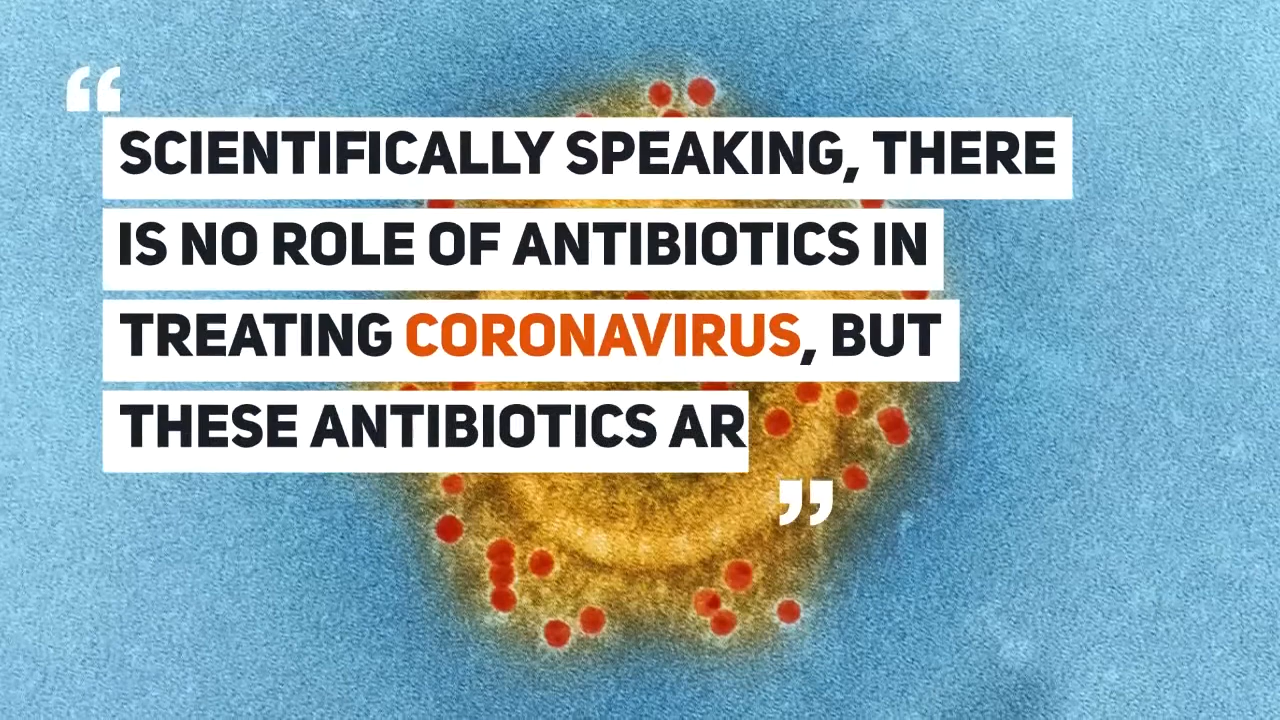 “
SCIENTIFICALLY SPEAKING, THERE
IS NO ROLE OF ANTIBIOTICS IN
TREATING CORONAVIRUS, BUT
THESE ANTIBIOTICS AR
”